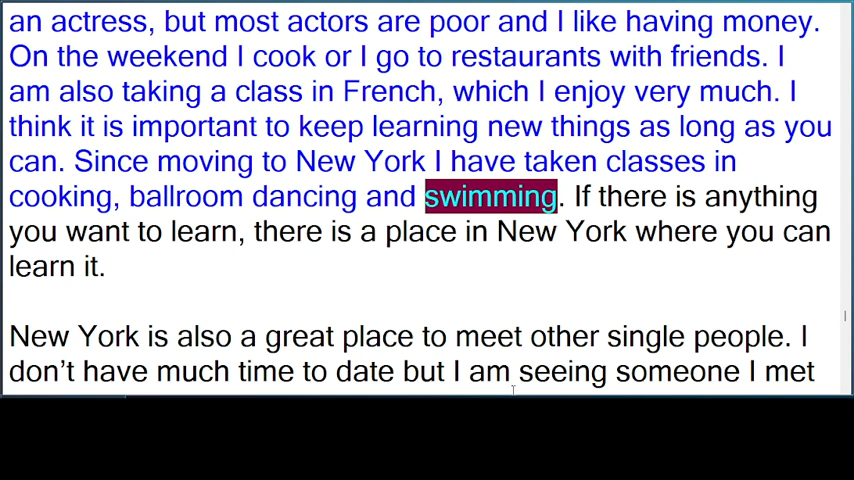 an actress, but most actors are poor and I like having money.
On the weekend I cook or I go to restaurants with friends. I
am also taking a class in French, which I enjoy very much. I
think it is important to keep learning new things as long as you
can. Since moving to New York I have taken classes in
cooking, ballroom dancing and swimming. If there is anything
you want to learn, there is a place in New York where you can
learn it.
New York is also a great place to meet other single people. I
don’t have much time to date but I am seeing someone I met